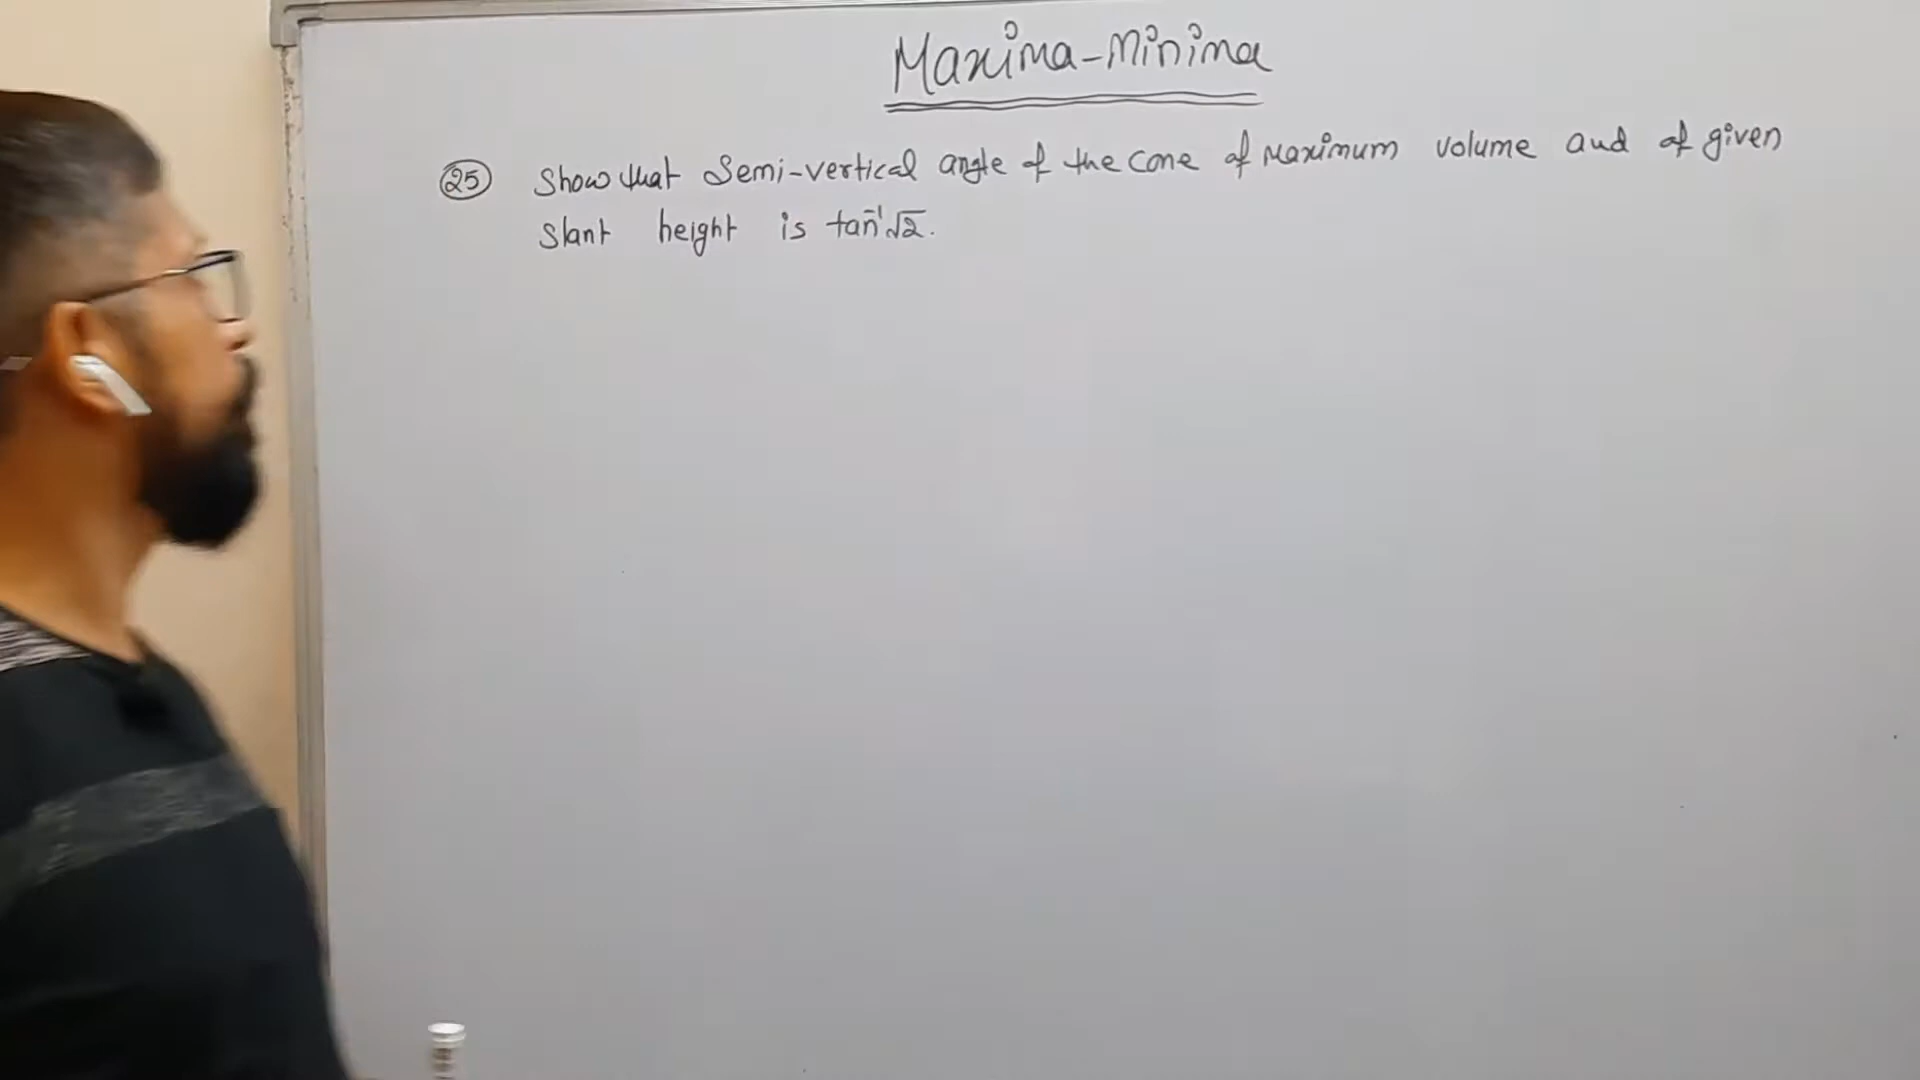 Maxima-Minima
25 Show that Semi-vertical angle of the cone of Maximum volume and of given
Slant height is tan⁻¹√2.